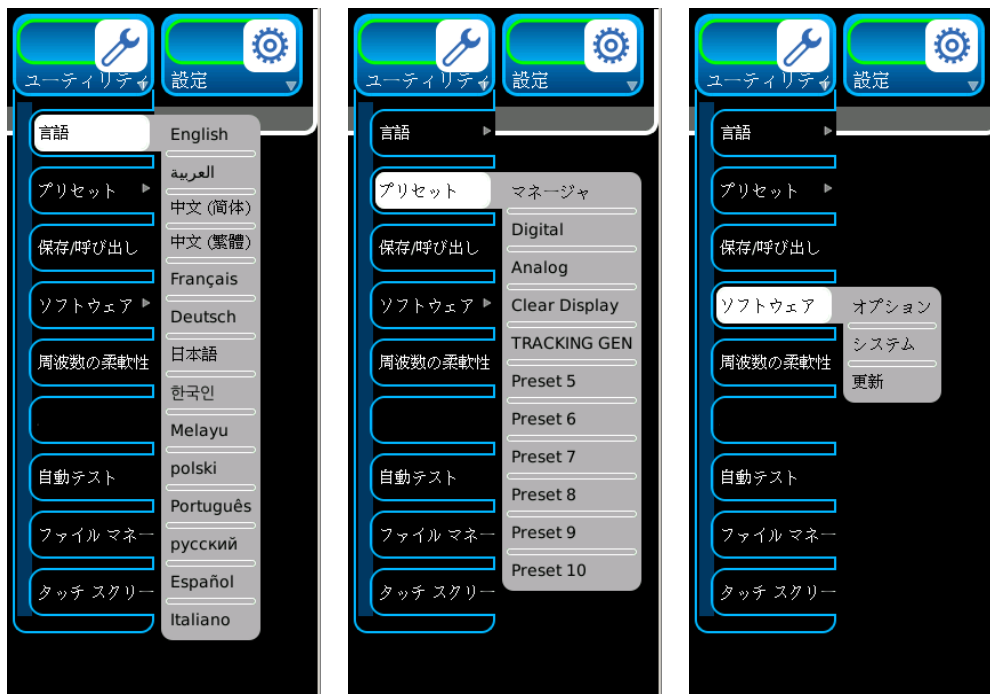 ユーティリティ
設定
言語
プリセット
保存/呼び出し
ソフトウェア
周波数の柔軟性
自動テスト
ファイル マネー
タッチ スクリー
English
العربية
中文 (简体)
中文 (繁體)
Français
Deutsch
日本語
한국인
Melayu
polski
Português
русский
Español
Italiano
ユーティリティ
設定
言語
プリセット
保存/呼び出し
ソフトウェア
周波数の柔軟性
自動テスト
ファイル マネー
タッチ スクリー
マネージャ
Digital
Analog
Clear Display
TRACKING GEN
Preset 5
Preset 6
Preset 7
Preset 8
Preset 9
Preset 10
ユーティリティ
設定
言語
プリセット
保存/呼び出し
ソフトウェア
周波数の柔軟性
自動テスト
ファイル マネー
タッチ スクリー
オプション
システム
更新